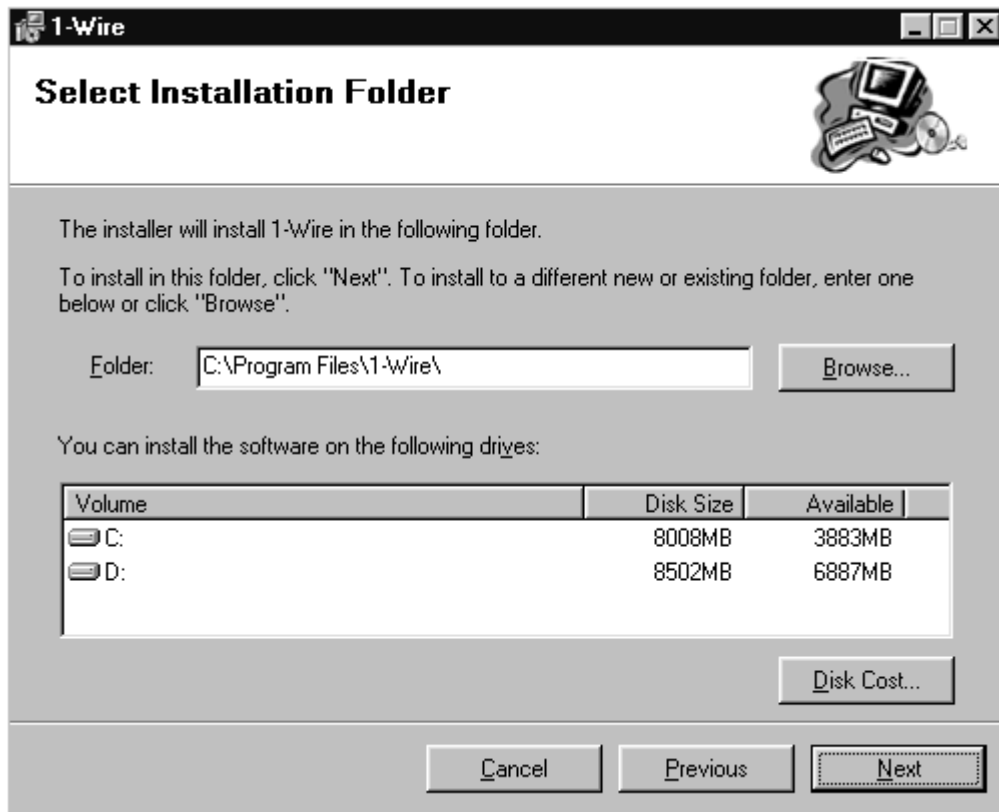 1-Wire
Select Installation Folder
The installer will install 1-Wire in the following folder.
To install in this folder, click "Next". To install to a different new or existing folder, enter one
below or click "Browse".
Folder: C:\Program Files\1-Wire\ Browse...
You can install the software on the following drives:
Volume Disk Size Available
C: 8008MB 3883MB
D: 8502MB 6887MB
Disk Cost...
Cancel Previous Next